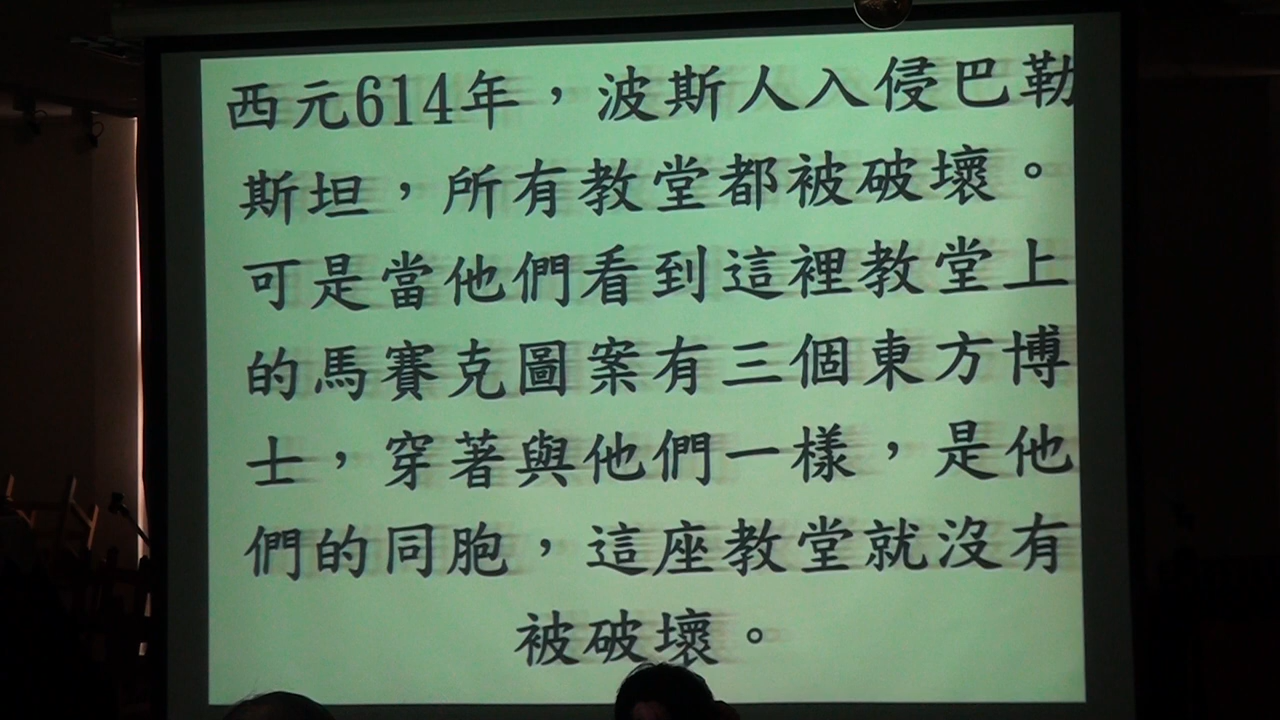 西元614年，波斯人入侵巴勒
斯坦，所有教堂都被破壞。
可是當他們看到這裡教堂上
的馬賽克圖案有三個東方博
士，穿著與他們一樣，是他
們的同胞，這座教堂就沒有
被破壞。